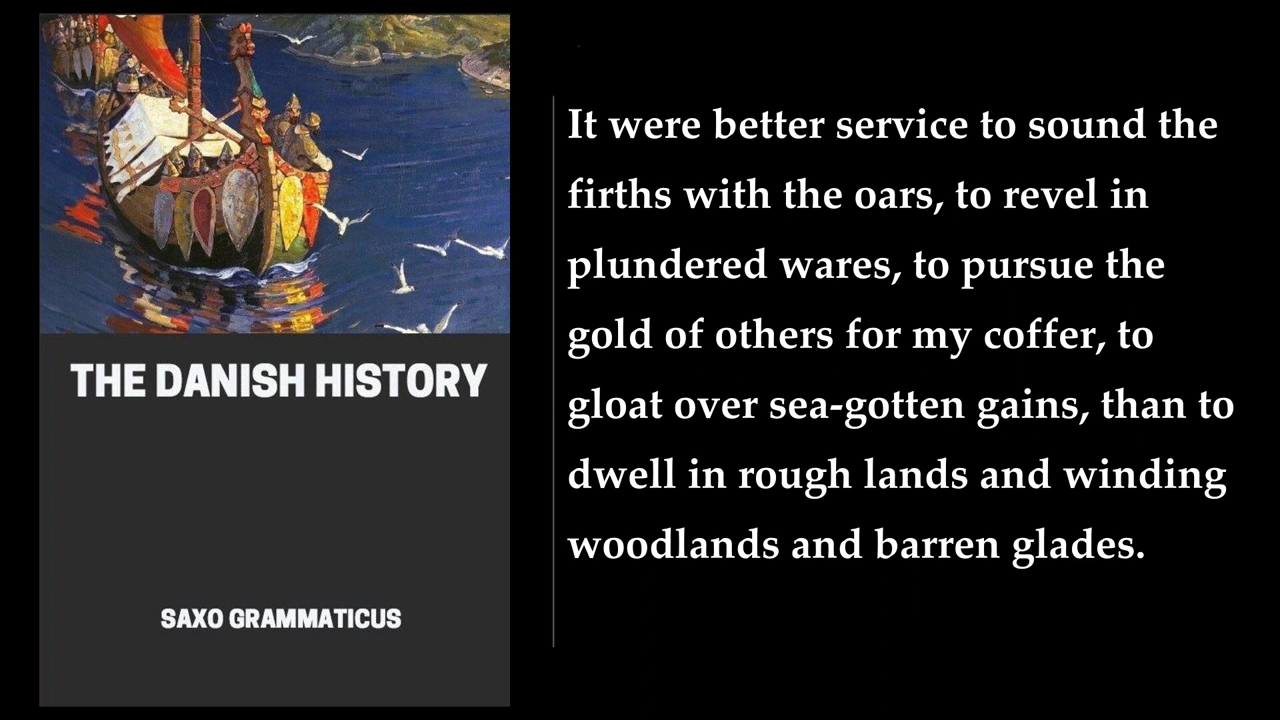 THE DANISH HISTORY
SAXO GRAMMATICUS
It were better service to sound the
firths with the oars, to revel in
plundered wares, to pursue the
gold of others for my coffer, to
gloat over sea-gotten gains, than to
dwell in rough lands and winding
woodlands and barren glades.